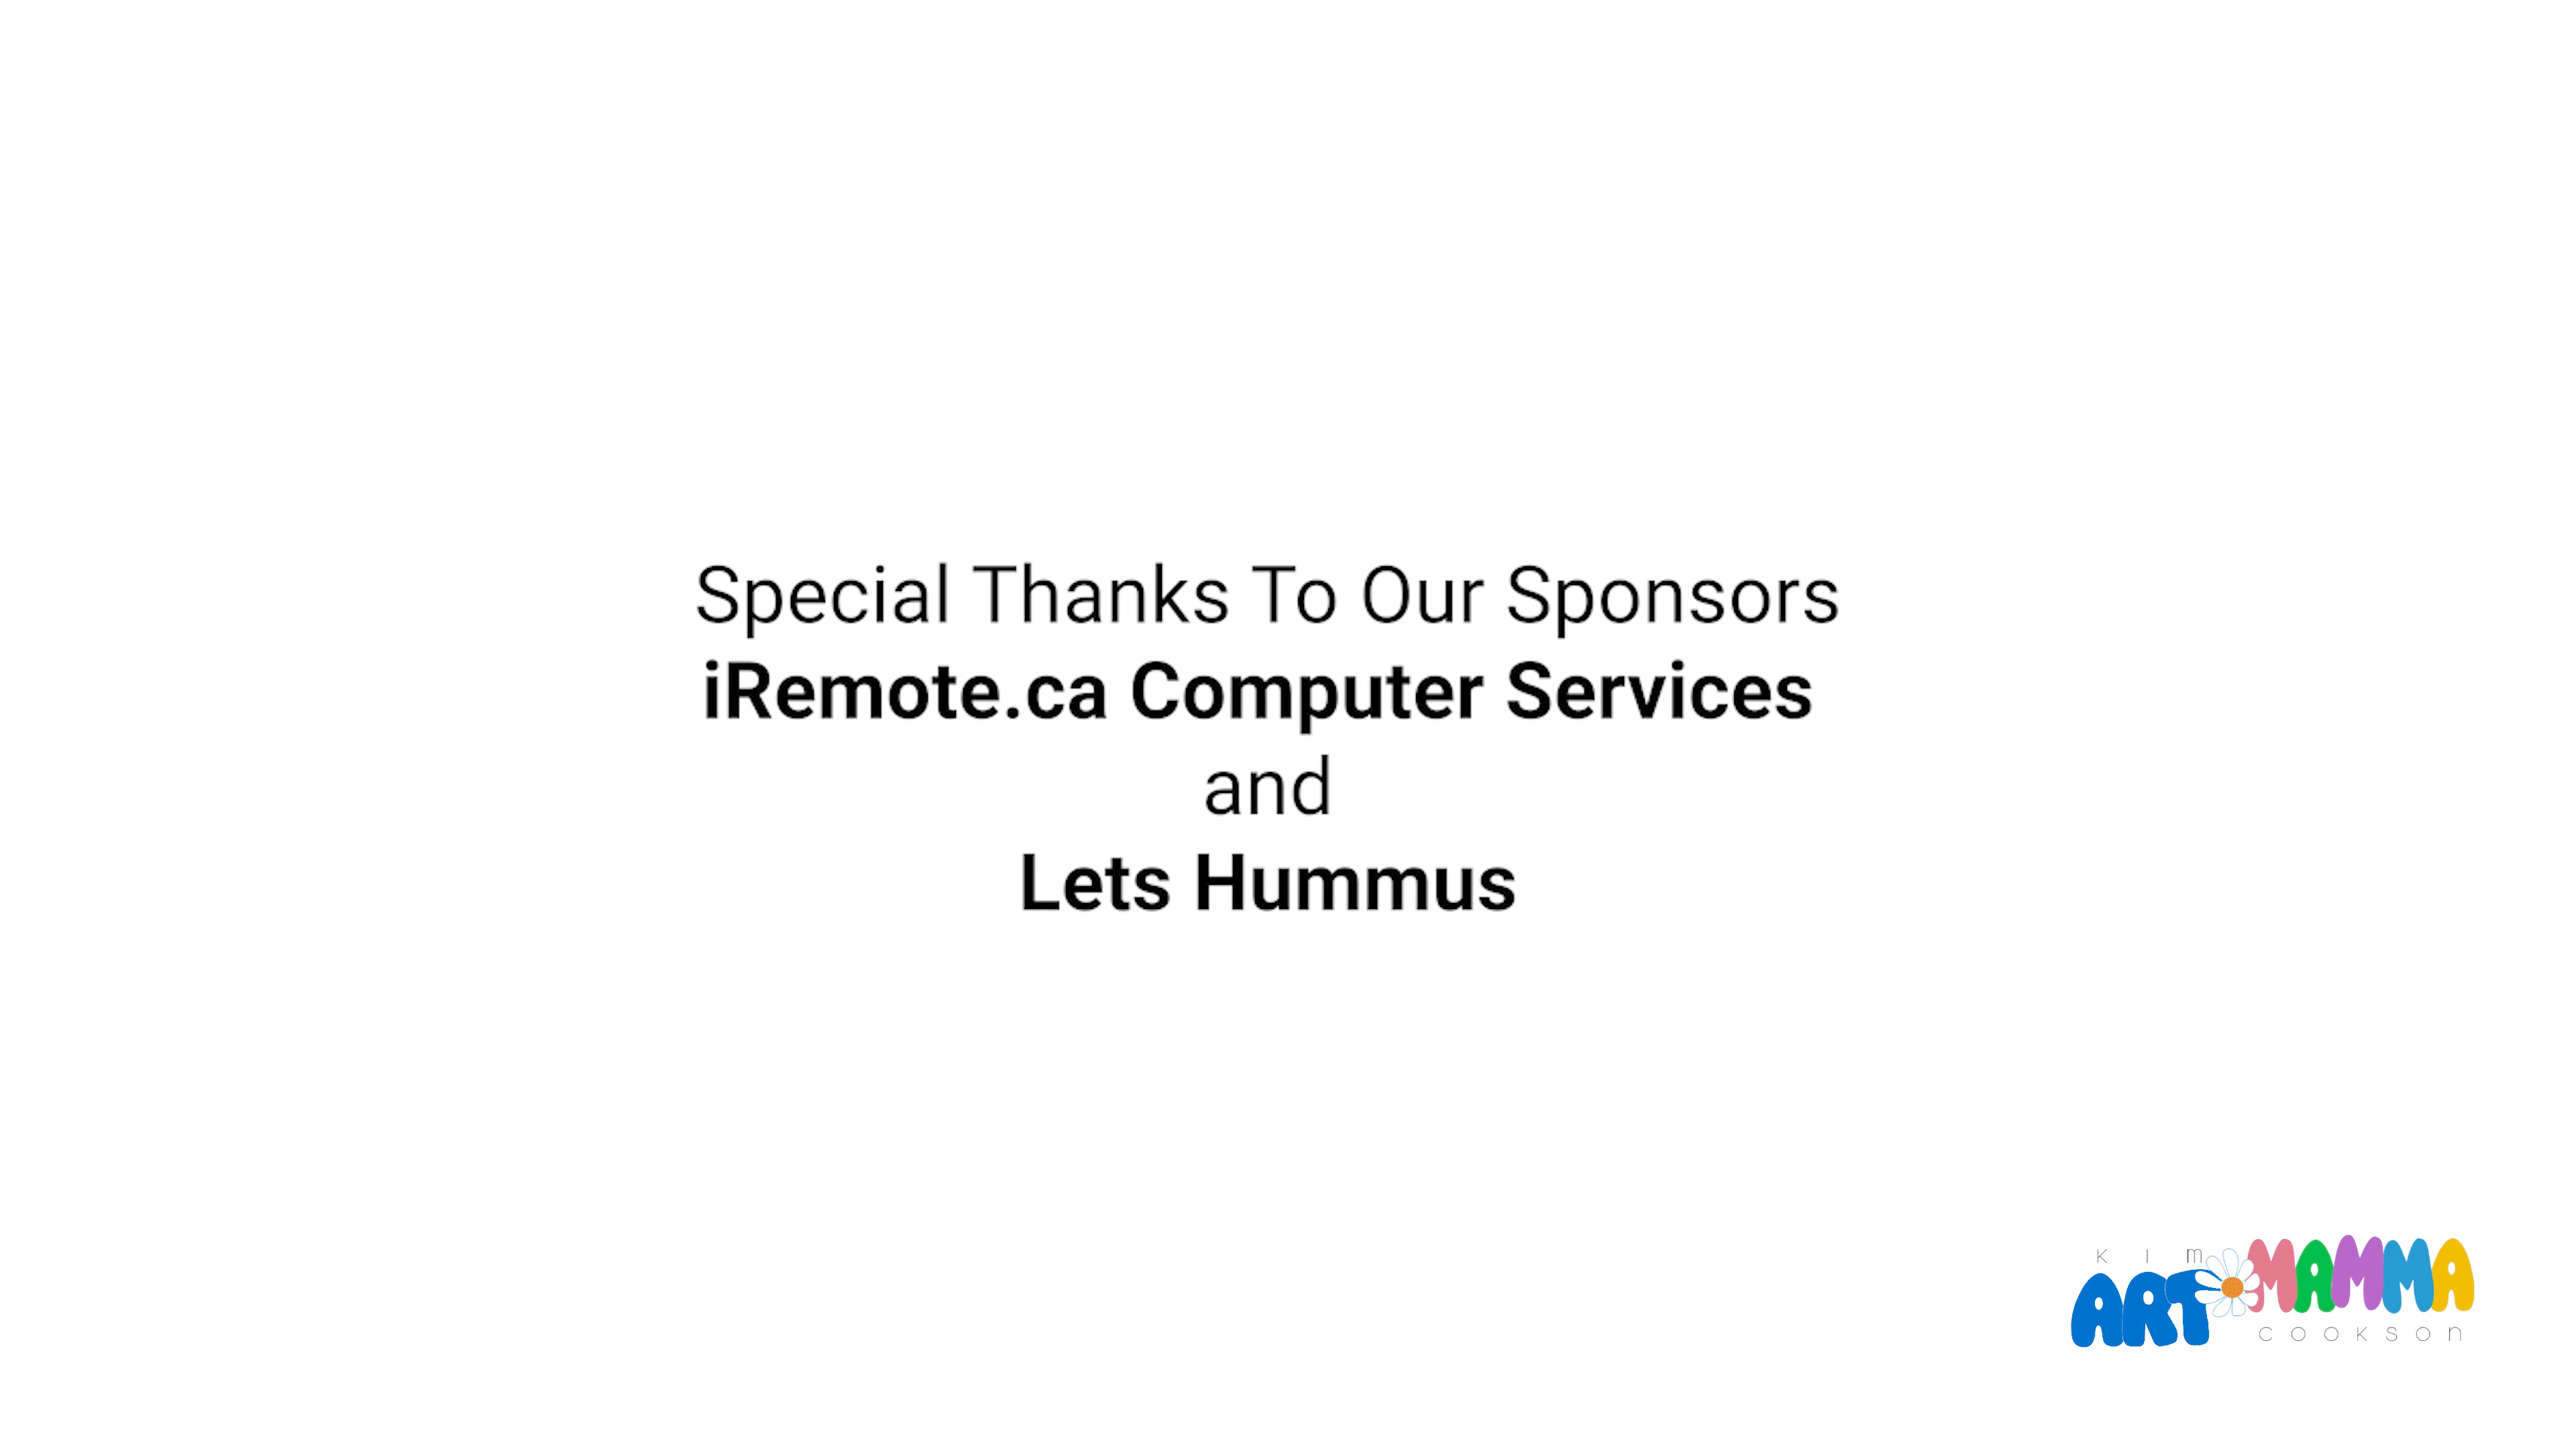 Special Thanks To Our Sponsors
iRemote.ca Computer Services
and
Lets Hummus
Kim
ART MAMMA
cookson